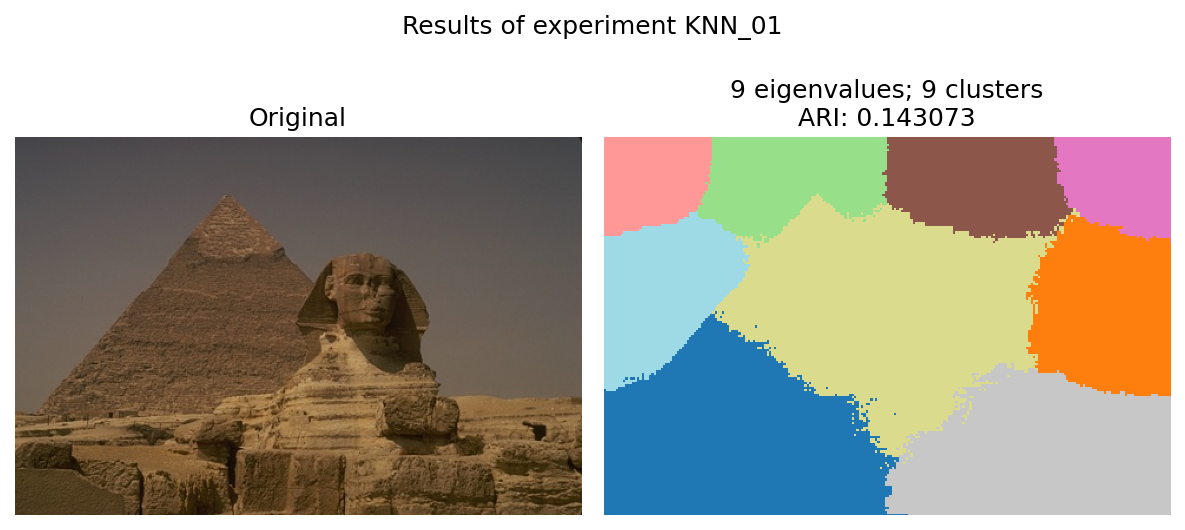 Results of experiment KNN_01
Original
9 eigenvalues; 9 clusters
ARI: 0.143073